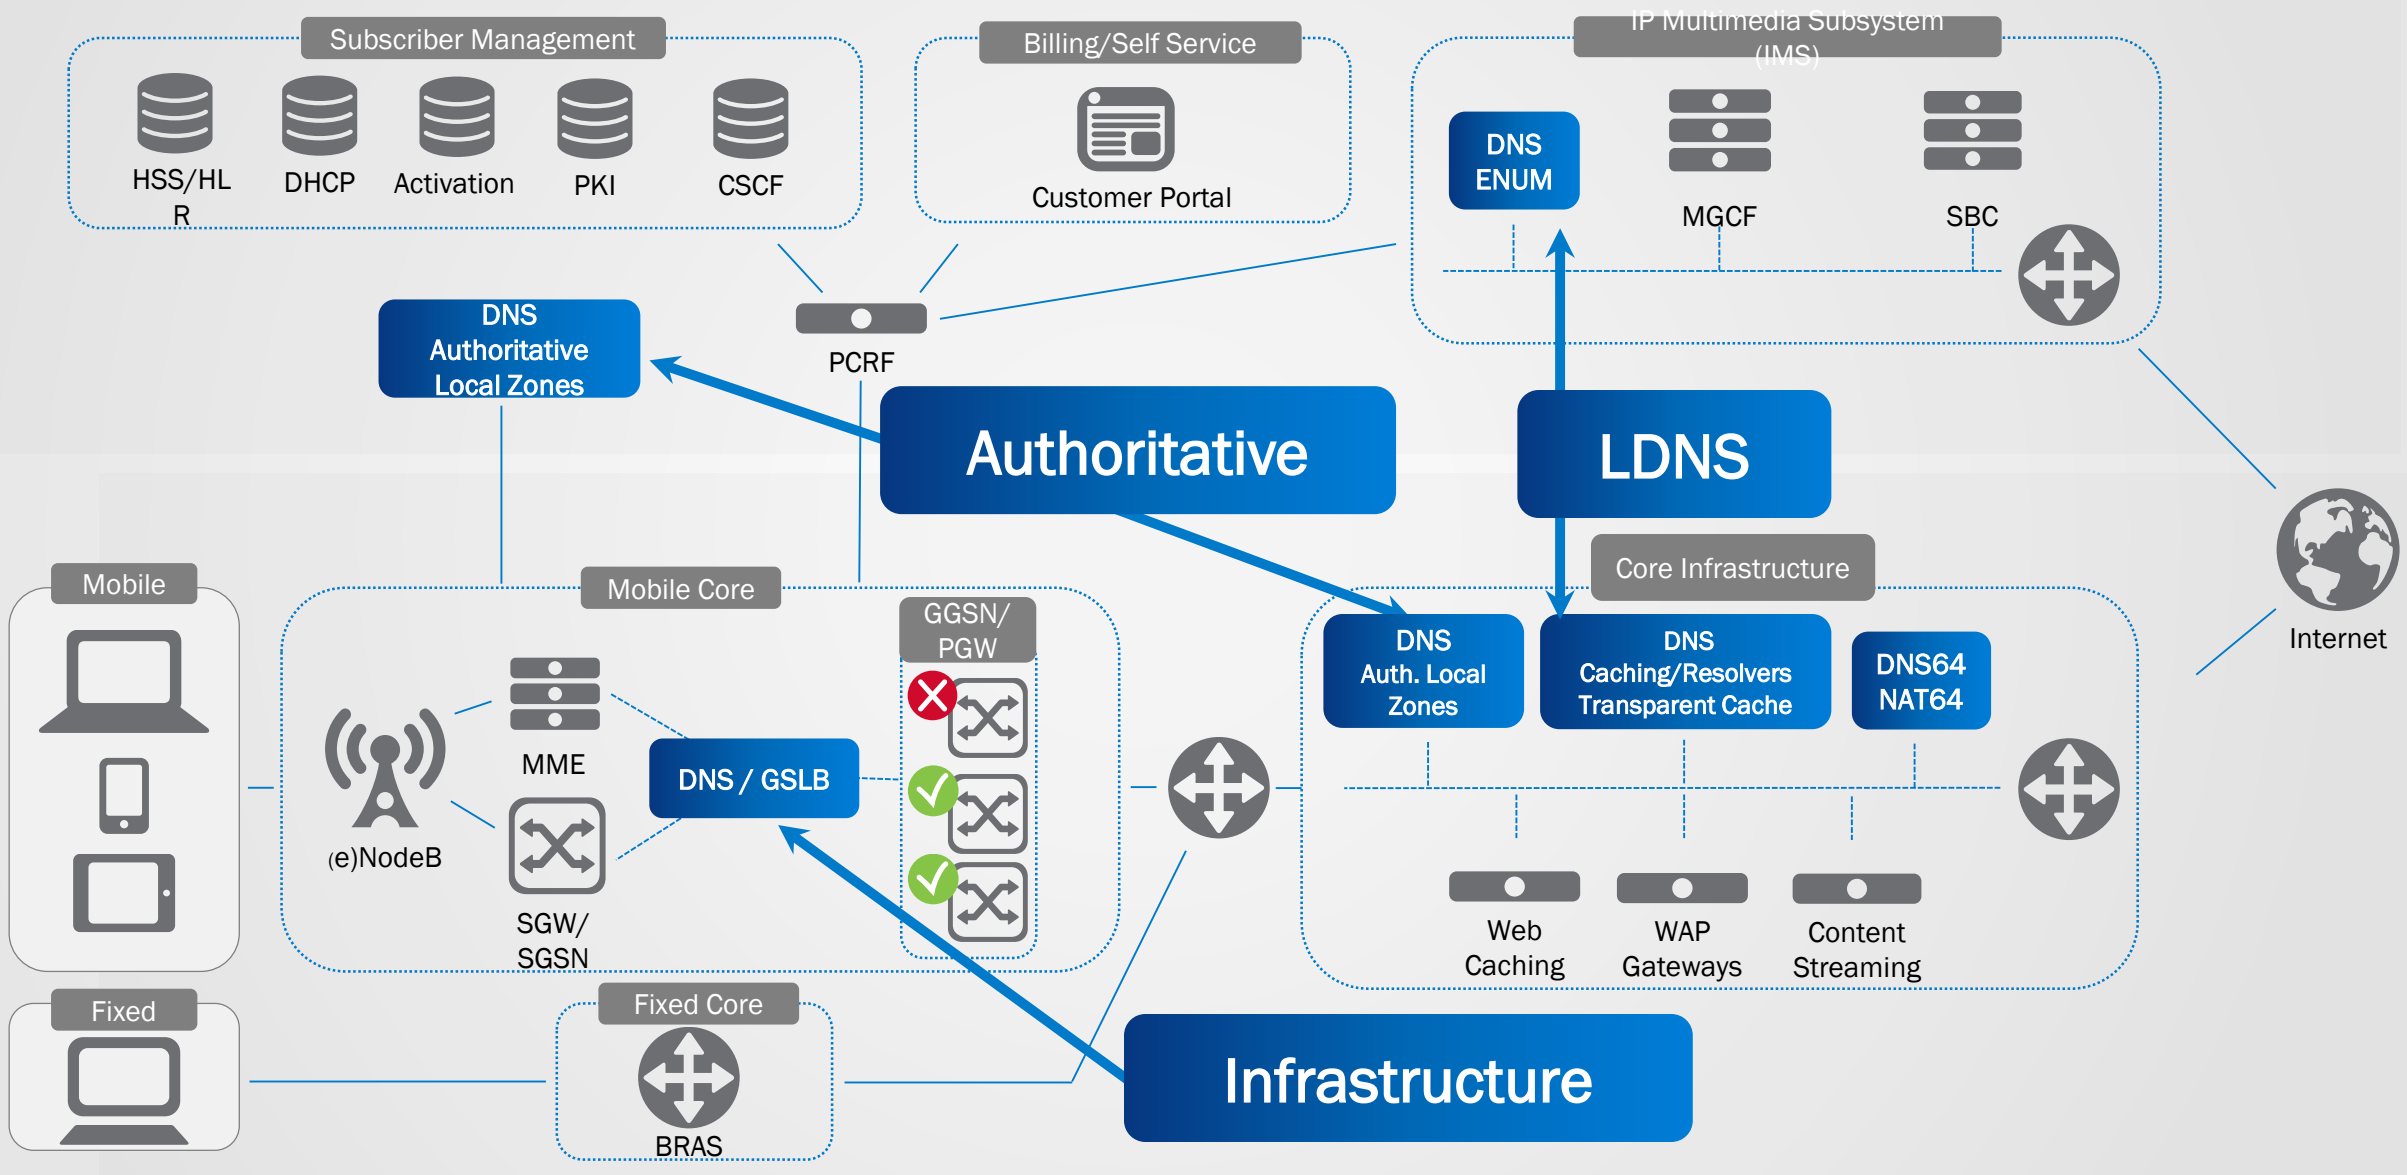 Subscriber Management
HSS/HL
R
DHCP
Activation
PKI
CSCF
Billing/Self Service
Customer Portal
IP Multimedia Subsystem
(IMS)
DNS
ENUM
MGCF
SBC
DNS
Authoritative
Local Zones
PCRF
Authoritative
LDNS
Internet
Mobile
Mobile Core
(e)NodeB
MME
SGW/
SGSN
DNS / GSLB
GGSN/
PGW
Core Infrastructure
DNS
Auth. Local
Zones
DNS
Caching/Resolvers
Transparent Cache
DNS64
NAT64
Web
Caching
WAP
Gateways
Content
Streaming
Fixed
Fixed Core
BRAS
Infrastructure